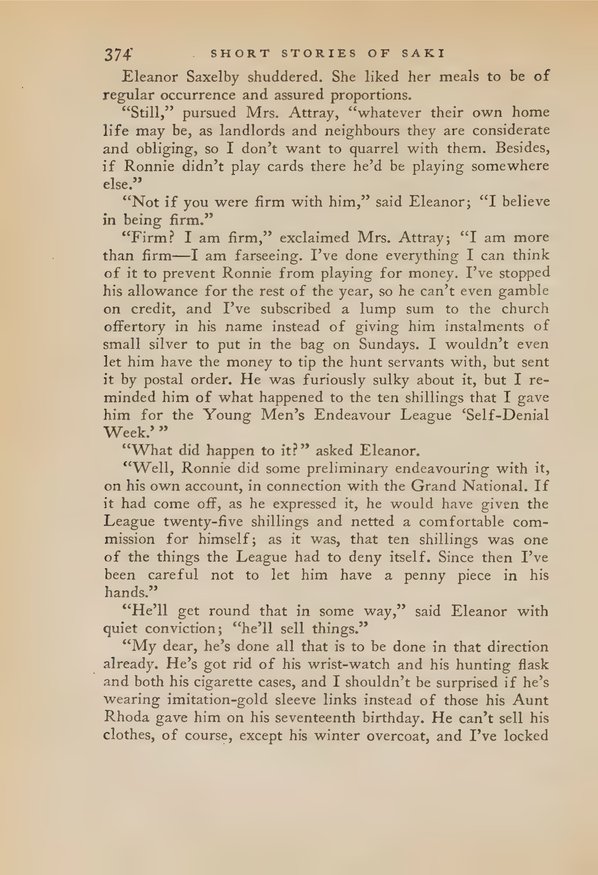 374 SHORT STORIES OF SAKI
Eleanor Saxelby shuddered. She liked her meals to be of
regular occurrence and assured proportions.
“Still,” pursued Mrs. Attray, “whatever their own home
life may be, as landlords and neighbours they are considerate
and obliging, so I don’t want to quarrel with them. Besides,
if Ronnie didn’t play cards there he’d be playing somewhere
else.”
“Not if you were firm with him,” said Eleanor; “I believe
in being firm.”
“Firm? I am firm,” exclaimed Mrs. Attray; “I am more
than firm—I am farseeing. I’ve done everything I can think
of it to prevent Ronnie from playing for money. I’ve stopped
his allowance for the rest of the year, so he can’t even gamble
on credit, and I’ve subscribed a lump sum to the church
offertory in his name instead of giving him instalments of
small silver to put in the bag on Sundays. I wouldn’t even
let him have the money to tip the hunt servants with, but sent
it by postal order. He was furiously sulky about it, but I re-
minded him of what happened to the ten shillings that I gave
him for the Young Men’s Endeavour League ‘Self-Denial
Week.’ ”
“What did happen to it?” asked Eleanor.
“Well, Ronnie did some preliminary endeavouring with it,
on his own account, in connection with the Grand National. If
it had come off, as he expressed it, he would have given the
League twenty-five shillings and netted a comfortable com-
mission for himself; as it was, that ten shillings was one
of the things the League had to deny itself. Since then I’ve
been careful not to let him have a penny piece in his
hands.”
“He’ll get round that in some way,” said Eleanor with
quiet conviction; “he’ll sell things.”
“My dear, he’s done all that is to be done in that direction
already. He’s got rid of his wrist-watch and his hunting flask
and both his cigarette cases, and I shouldn’t be surprised if he’s
wearing imitation-gold sleeve links instead of those his Aunt
Rhoda gave him on his seventeenth birthday. He can’t sell his
clothes, of course, except his winter overcoat, and I’ve locked